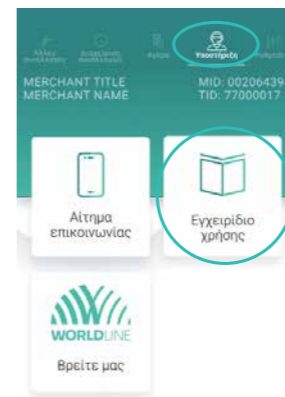 Υποστήριξη
MERCHANT TITLE MID: 00206439
MERCHANT NAME TID: 77000017
Αίτημα
επικοινωνίας
Εγχειρίδιο
χρήσης
WORLDLINE
Βρείτε μας